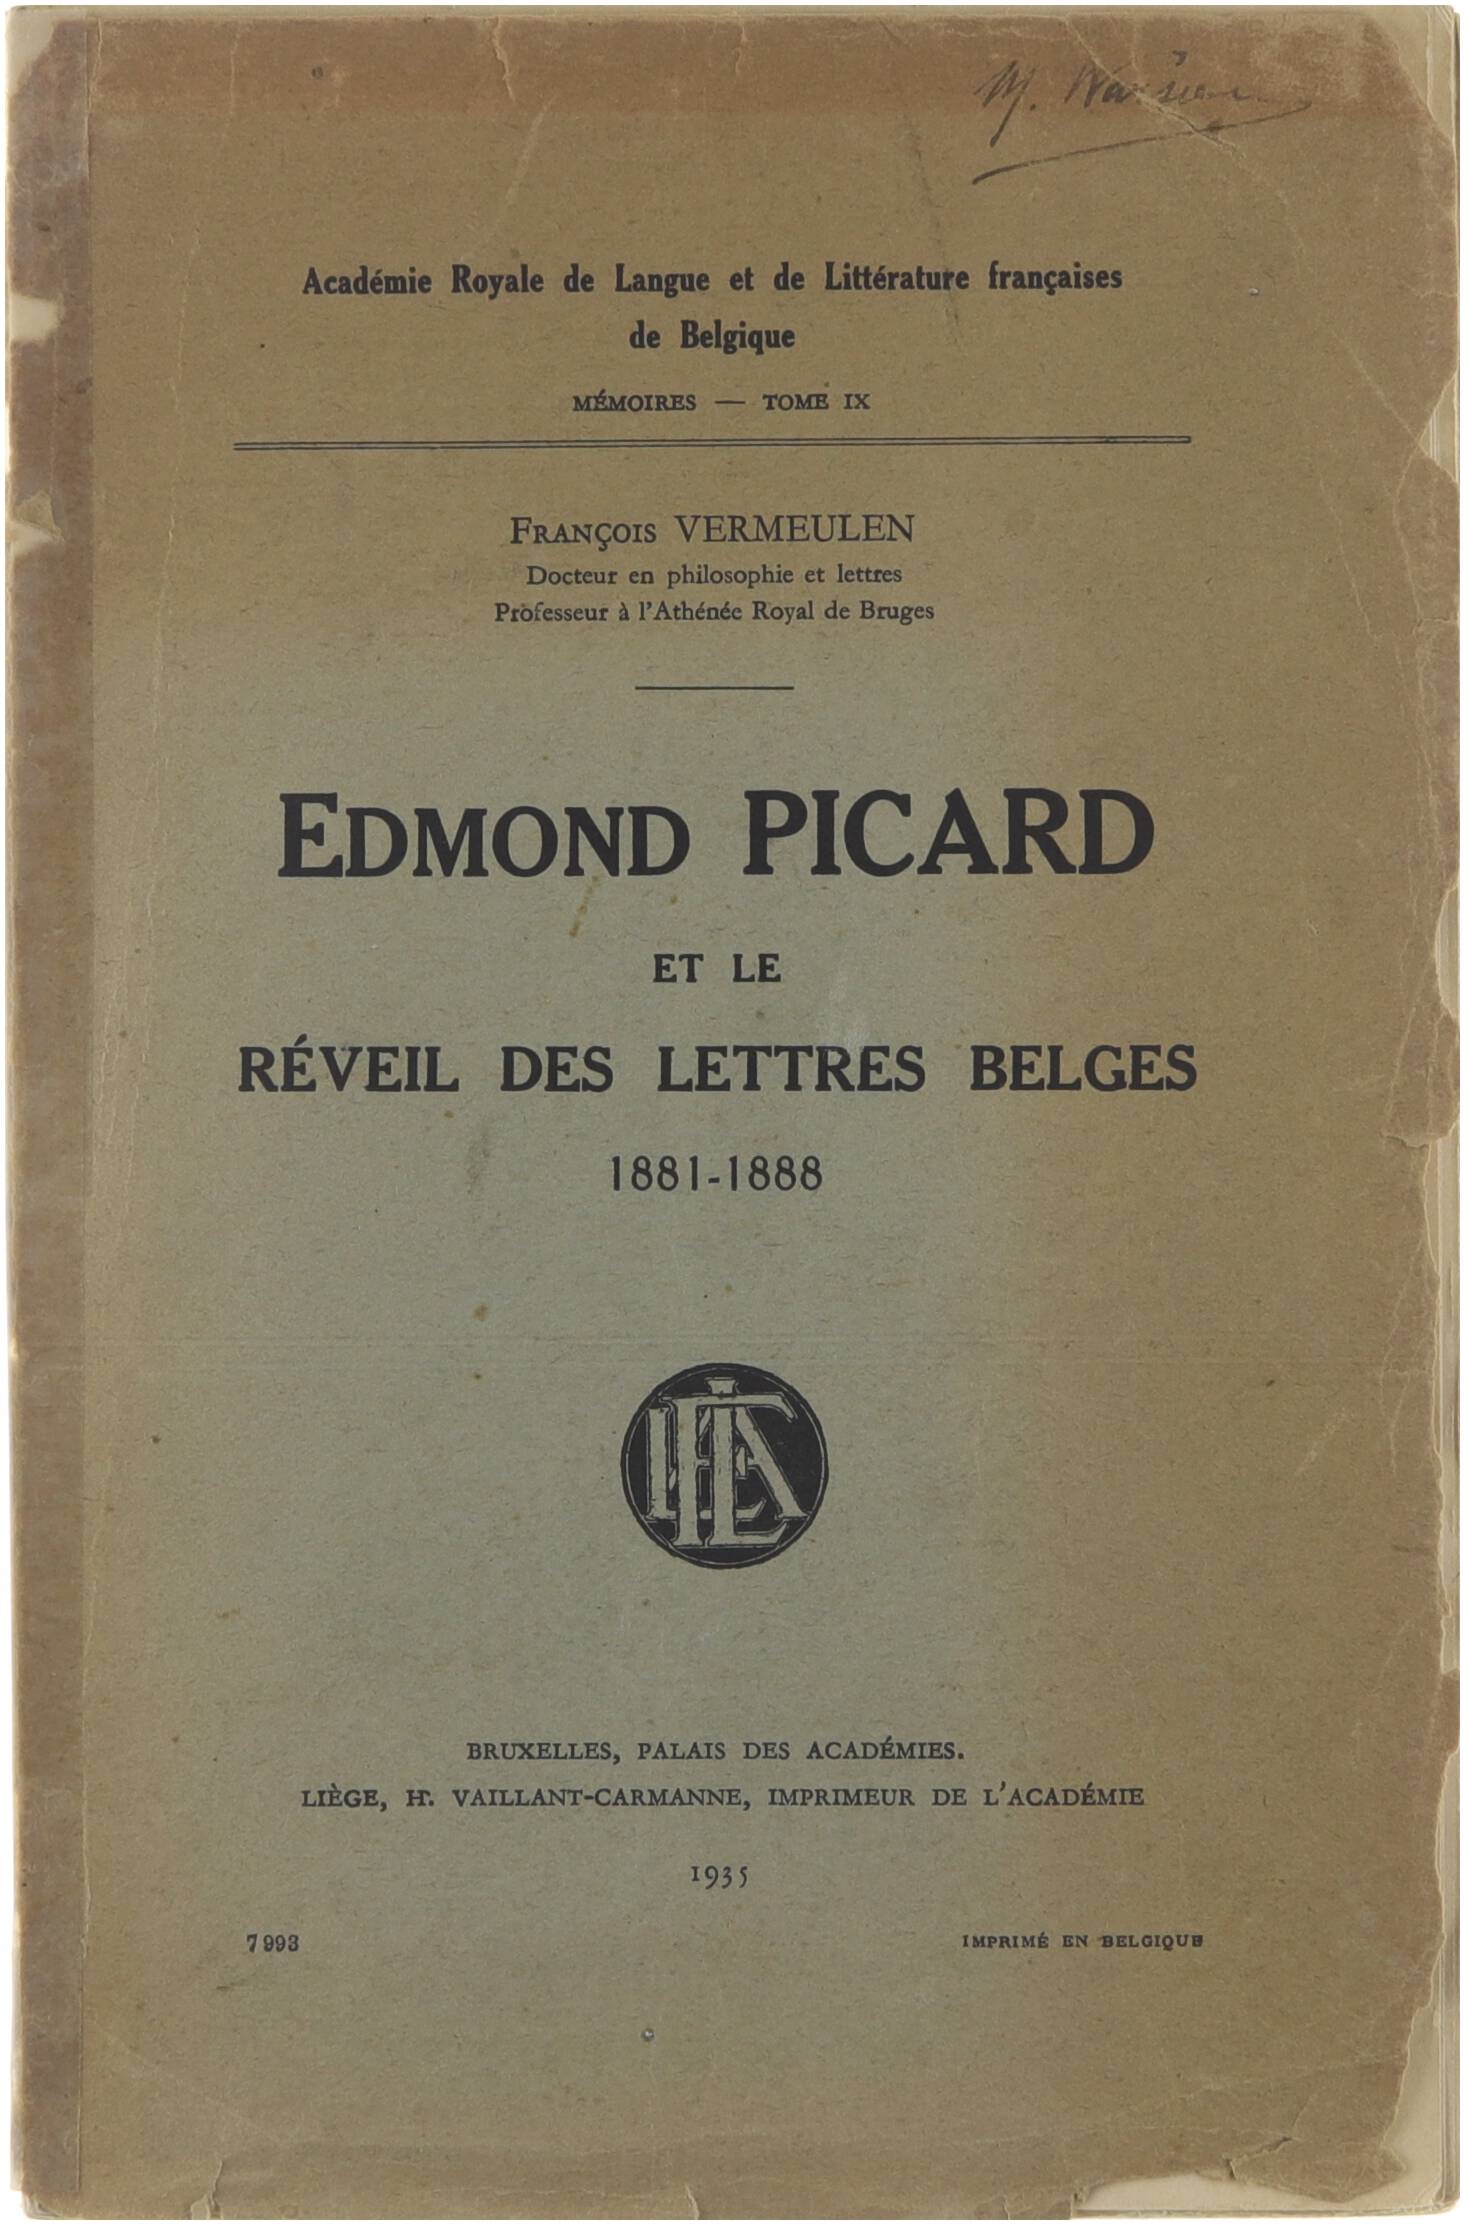 M.
Académie Royale de Langue et de Littérature françaises
de Belgique
MÉMOIRES — TOME IX
FRANÇOIS VERMEULEN
Docteur en philosophie et lettres
Professeur à l'Athénée Royal de Bruges
EDMOND PICARD
ET LE
RÉVEIL DES LETTRES BELGES
1881-1888
BRUXELLES, PALAIS DES ACADÉMIES.
LIÈGE, H. VAILLANT-CARMANNE, IMPRIMEUR DE L'ACADÉMIE
1935
7993
IMPRIMÉ EN BELGIQUE